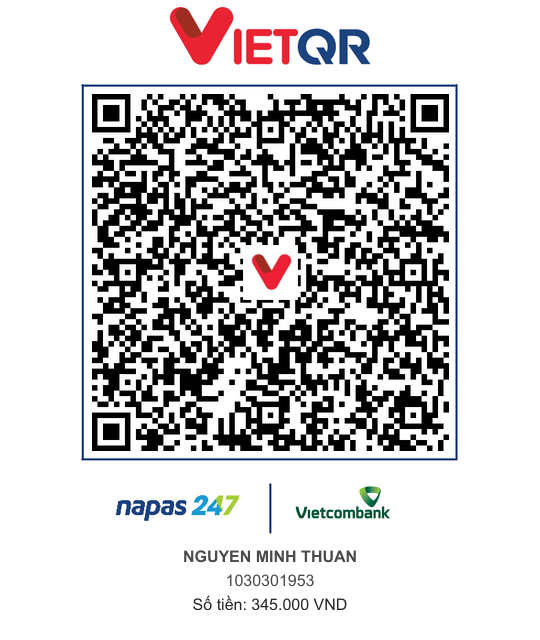 VIETQR
napas 247
Vietcombank
NGUYEN MINH THUAN
1030301953
Số tiền: 345.000 VND